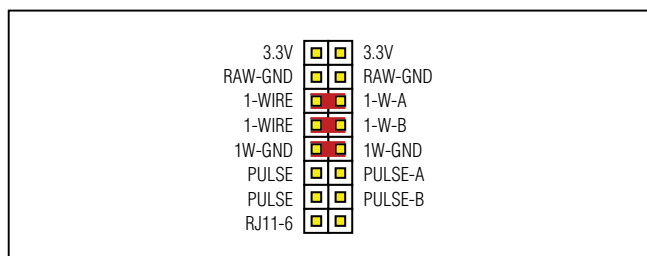 3.3V 3.3V
RAW-GND RAW-GND
1-WIRE 1-W-A
1-WIRE 1-W-B
1W-GND 1W-GND
PULSE PULSE-A
PULSE PULSE-B
RJ11-6